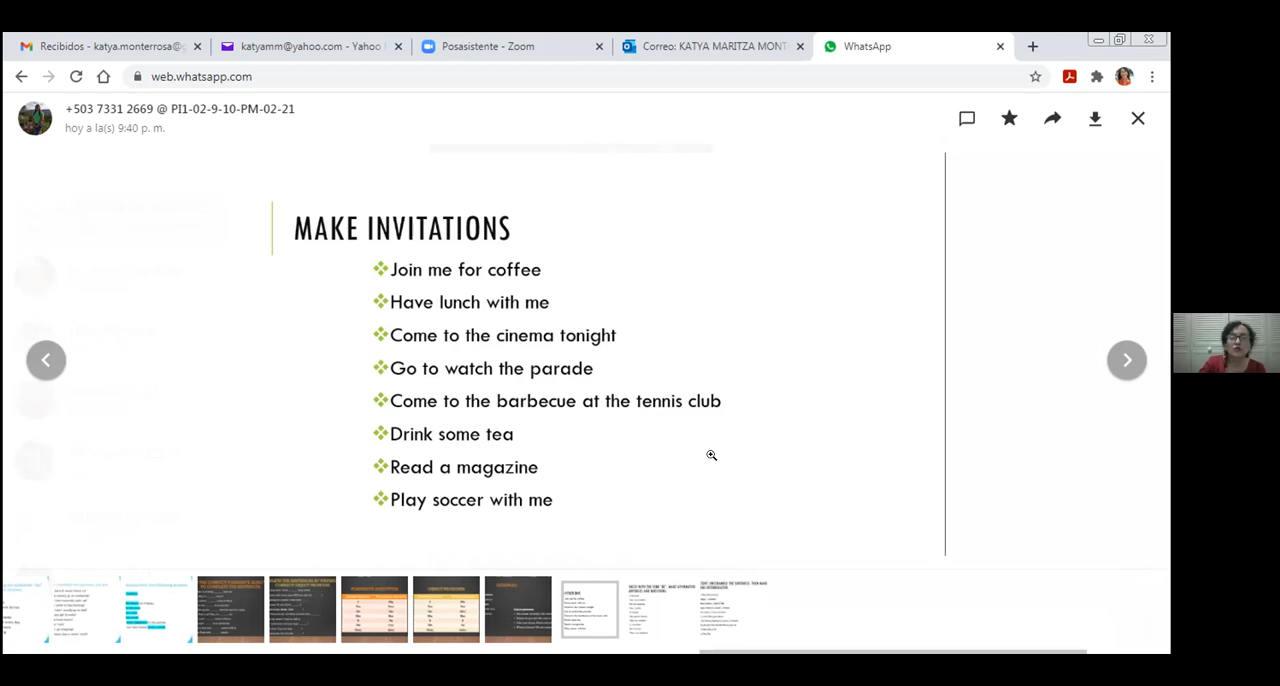 Recibidos - katya.monterrosa@g
katyamm@yahoo.com - Yahoo
Posasistente - Zoom
Correo: KATYA MARITZA MONT
WhatsApp
web.whatsapp.com
+503 7331 2669 @ PI1-02-9-10-PM-02-21
hoy a la(s) 9:40 p. m.
MAKE INVITATIONS
Join me for coffee
Have lunch with me
Come to the cinema tonight
Go to watch the parade
Come to the barbecue at the tennis club
Drink some tea
Read a magazine
Play soccer with me